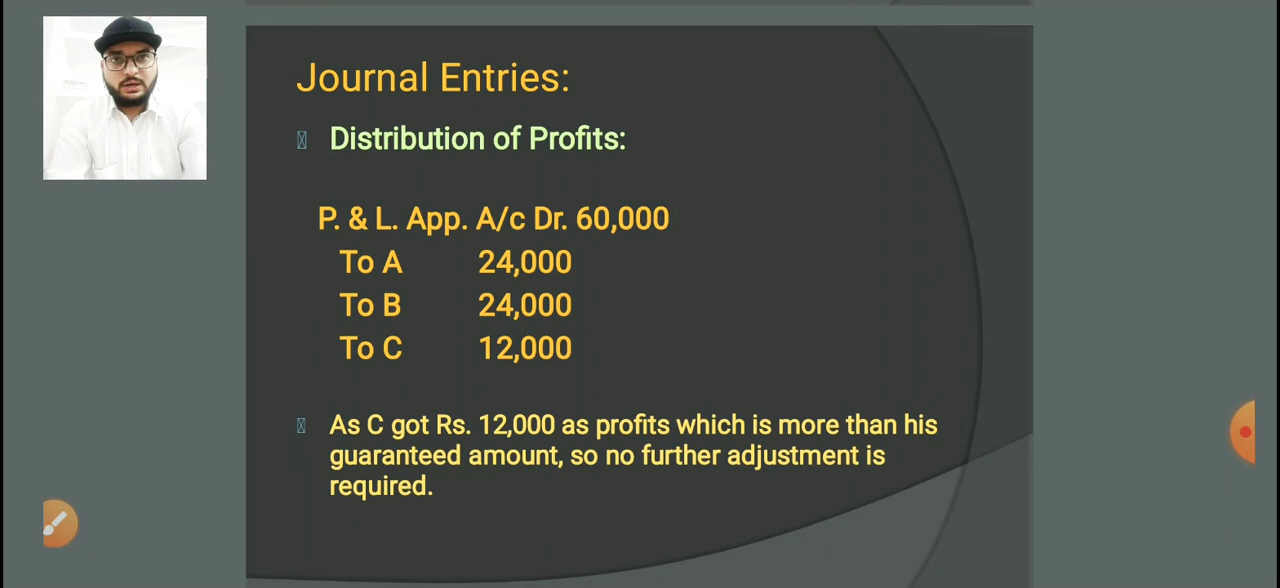 Journal Entries:
Distribution of Profits:
P. & L. App. A/c Dr. 60,000
To A 24,000
To B 24,000
To C 12,000
As C got Rs. 12,000 as profits which is more than his
guaranteed amount, so no further adjustment is
required.